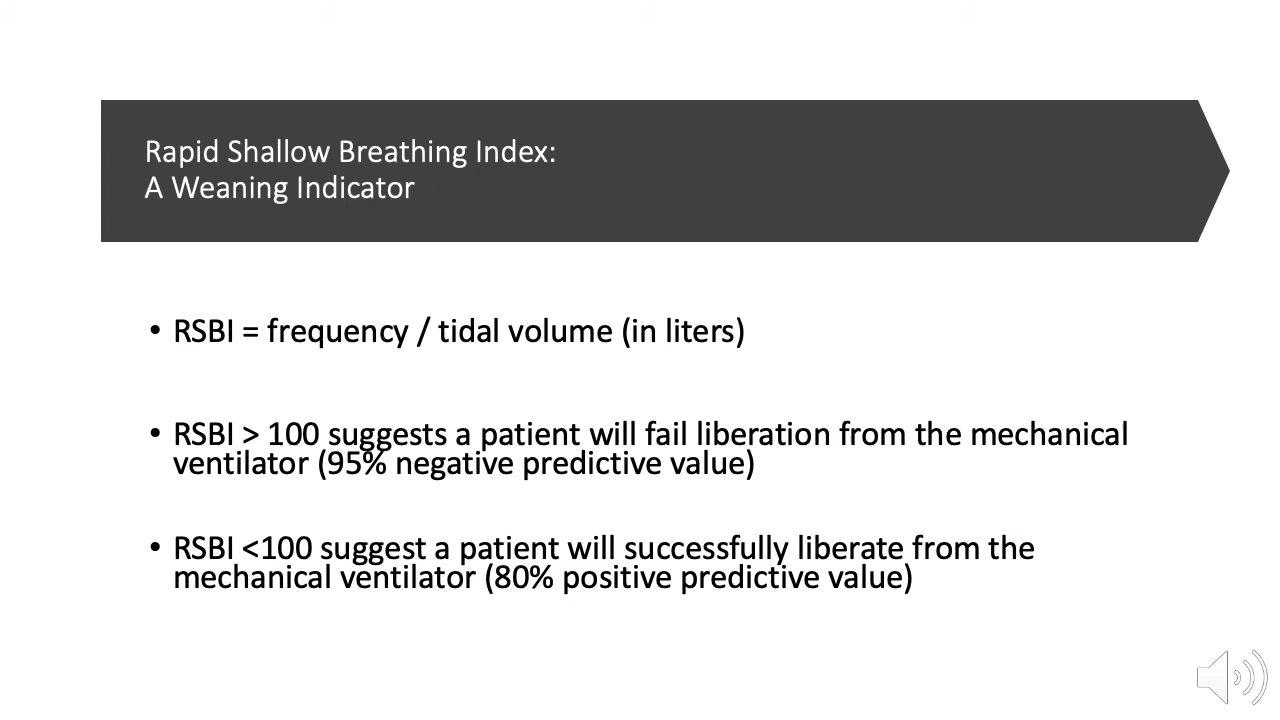 Rapid Shallow Breathing Index:
A Weaning Indicator
• RSBI = frequency / tidal volume (in liters)
• RSBI > 100 suggests a patient will fail liberation from the mechanical
ventilator (95% negative predictive value)
• RSBI <100 suggest a patient will successfully liberate from the
mechanical ventilator (80% positive predictive value)